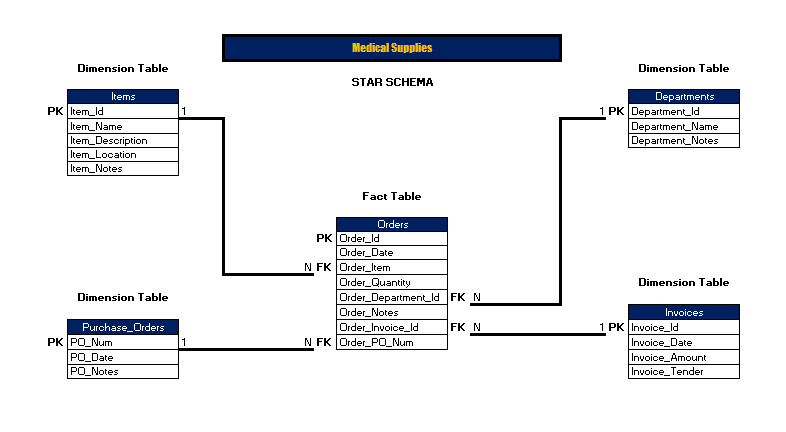 Medical Supplies
STAR SCHEMA
Dimension Table
Items
PK Item_Id 1
Item_Name
Item_Description
Item_Location
Item_Notes
Dimension Table
Departments
1 PK Department_Id
Department_Name
Department_Notes
Fact Table
Orders
PK Order_Id
Order_Date
N FK Order_Item
Order_Quantity
Order_Department_Id FK N
Order_Notes
Order_Invoice_Id FK N
N FK Order_PO_Num
Dimension Table
Purchase_Orders
PK PO_Num 1
PO_Date
PO_Notes
Dimension Table
Invoices
1 PK Invoice_Id
Invoice_Date
Invoice_Amount
Invoice_Tender